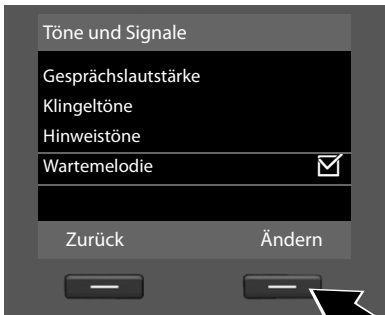 Töne und Signale
Gesprächslautstärke
Klingeltöne
Hinweistöne
Wartemelodie
Zurück Ändern